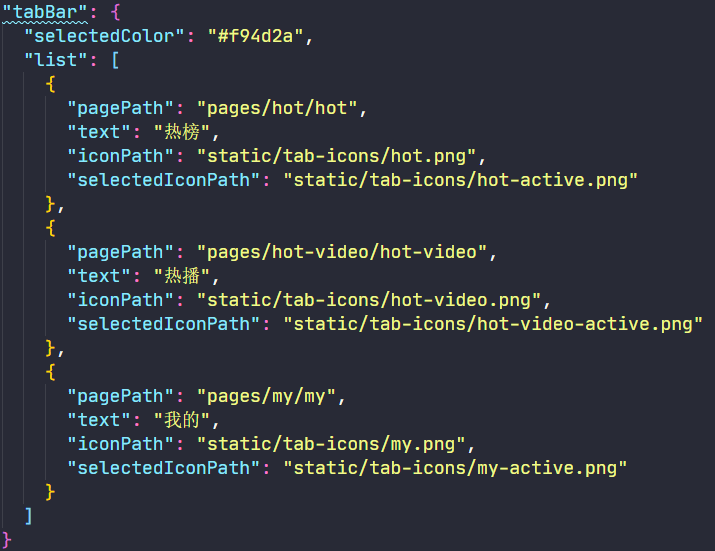 "tabBar": {
"selectedColor": "#f94d2a",
"list": [
{
"pagePath": "pages/hot/hot",
"text": "热榜",
"iconPath": "static/tab-icons/hot.png",
"selectedIconPath": "static/tab-icons/hot-active.png"
},
{
"pagePath": "pages/hot-video/hot-video",
"text": "热播",
"iconPath": "static/tab-icons/hot-video.png",
"selectedIconPath": "static/tab-icons/hot-video-active.png"
},
{
"pagePath": "pages/my/my",
"text": "我的",
"iconPath": "static/tab-icons/my.png",
"selectedIconPath": "static/tab-icons/my-active.png"
}
]
}